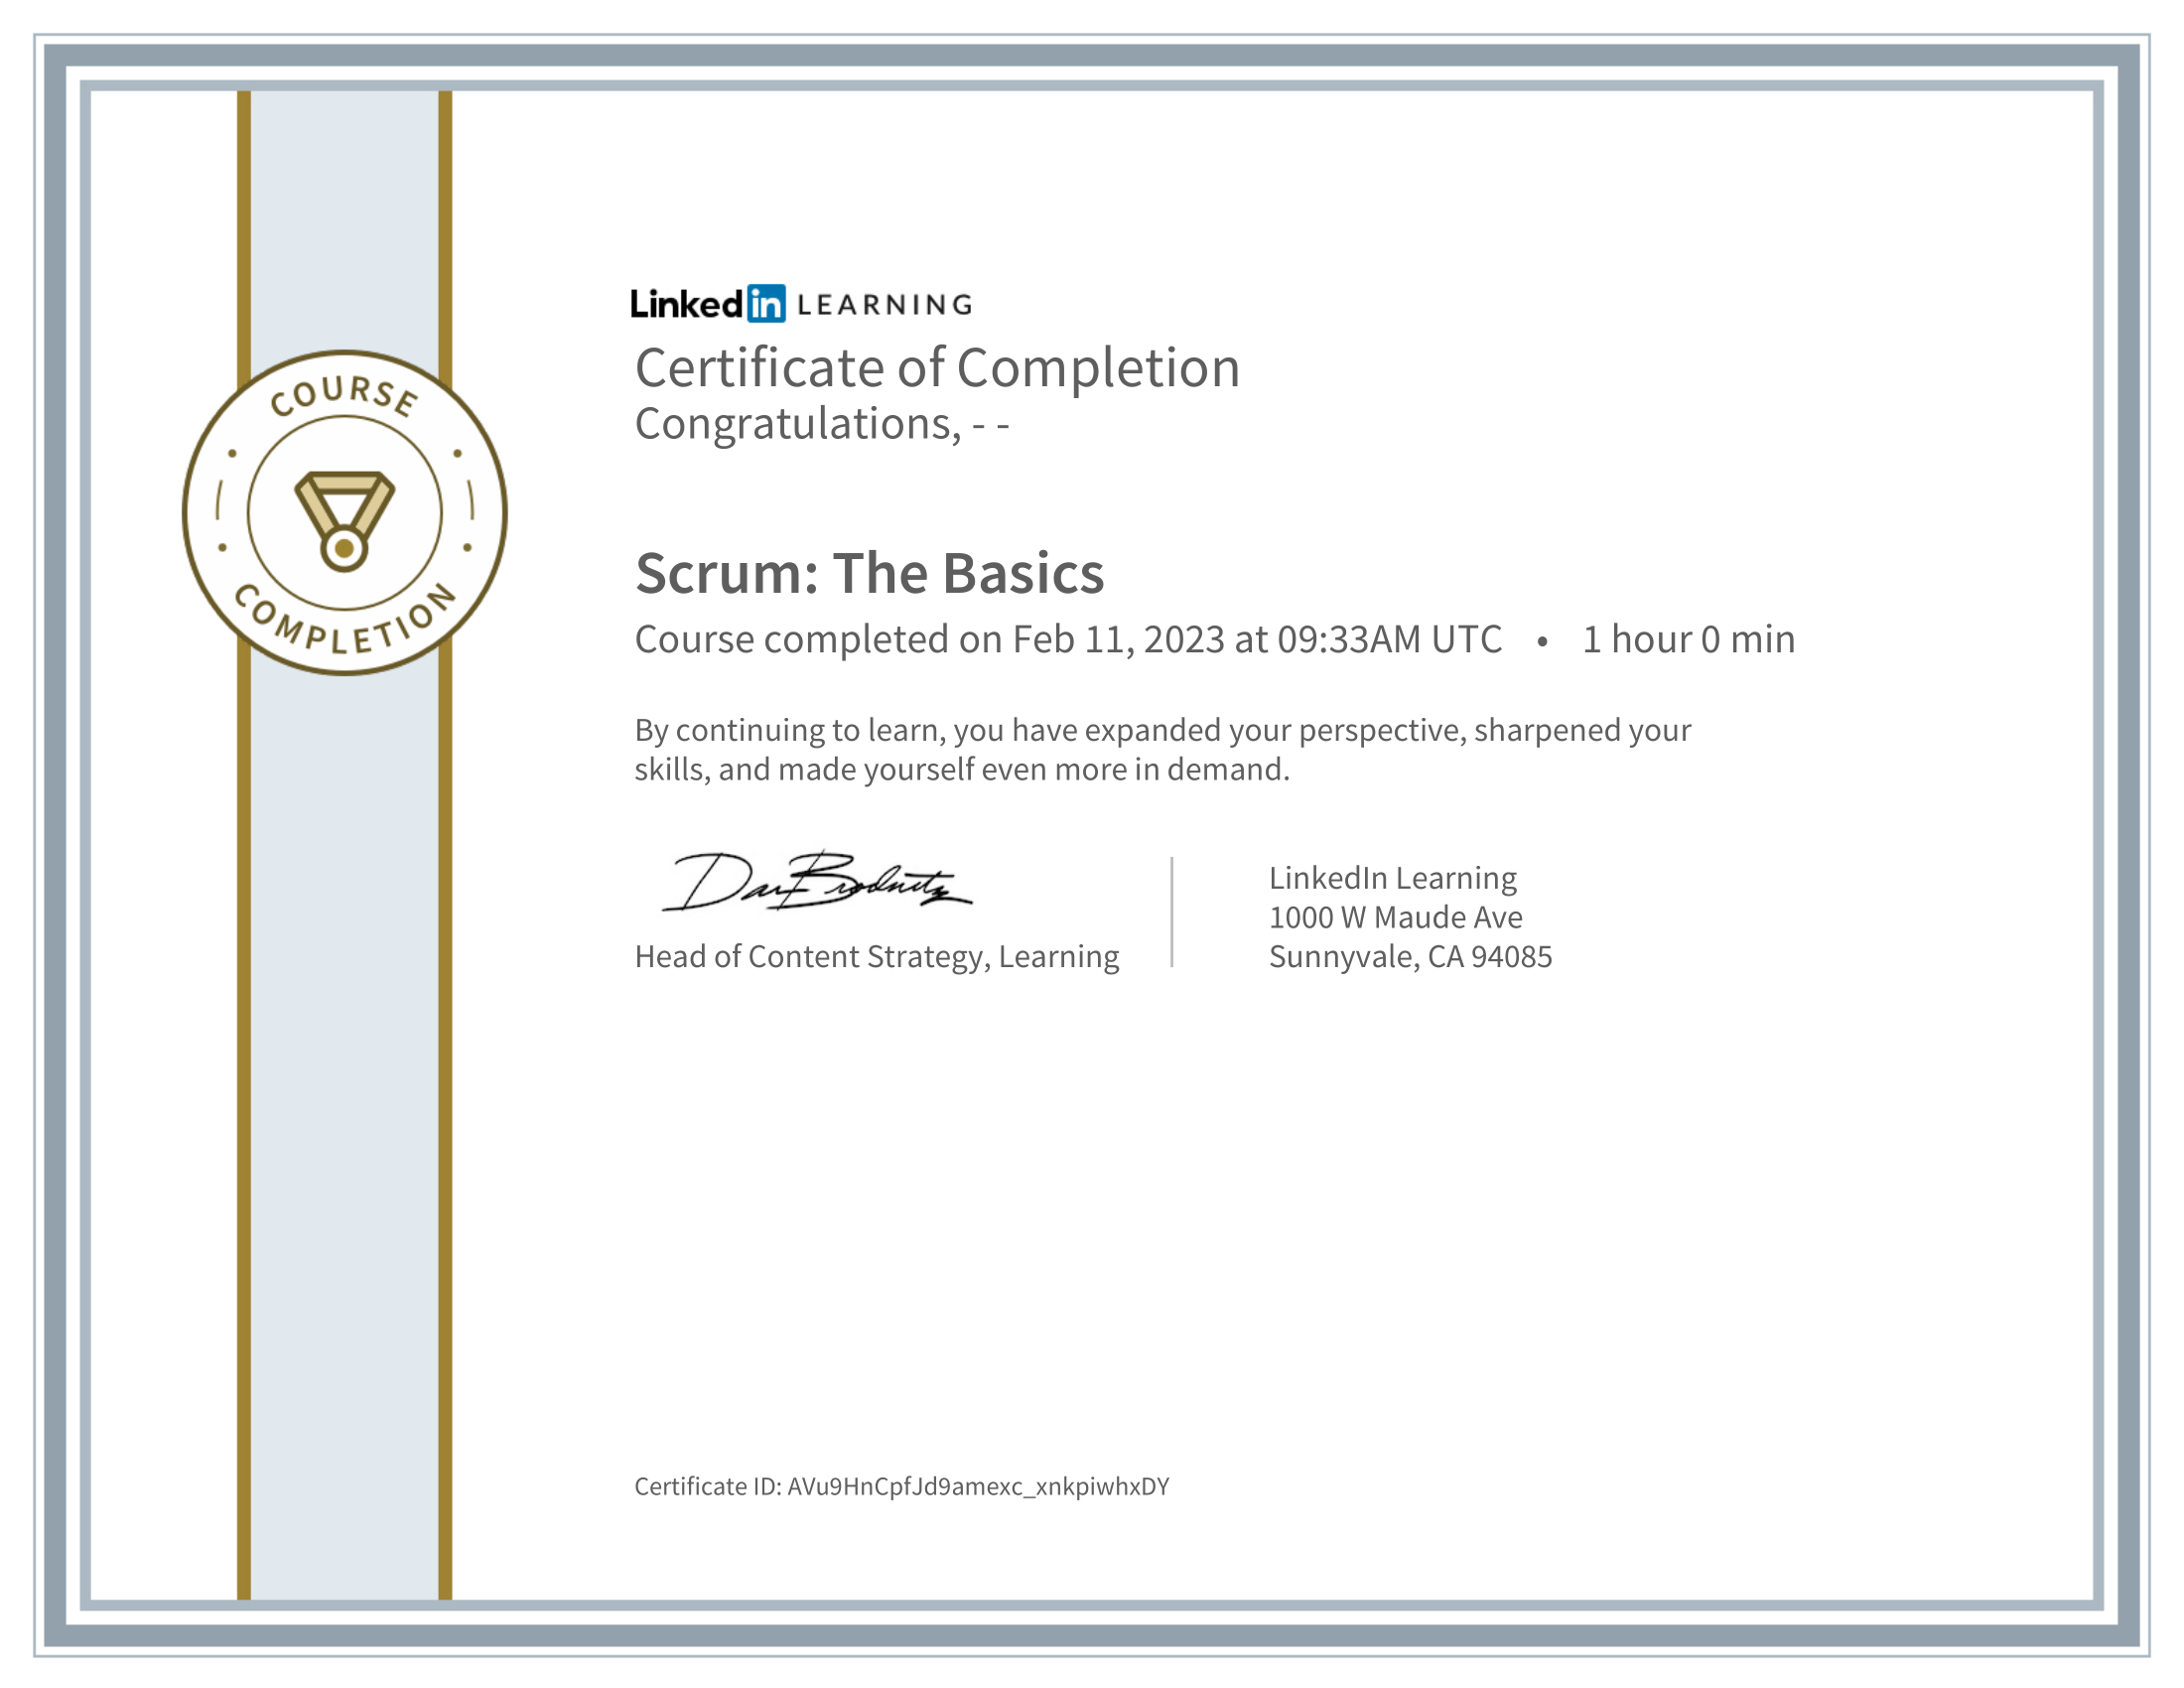 COURSE
COMPLETION
Linked in LEARNING
Certificate of Completion
Congratulations, - -
Scrum: The Basics
Course completed on Feb 11, 2023 at 09:33AM UTC • 1 hour 0 min
By continuing to learn, you have expanded your perspective, sharpened your
skills, and made yourself even more in demand.
Head of Content Strategy, Learning
LinkedIn Learning
1000 W Maude Ave
Sunnyvale, CA 94085
Certificate ID: AVu9HnCpfJd9amexc_xnkpiwhxDY